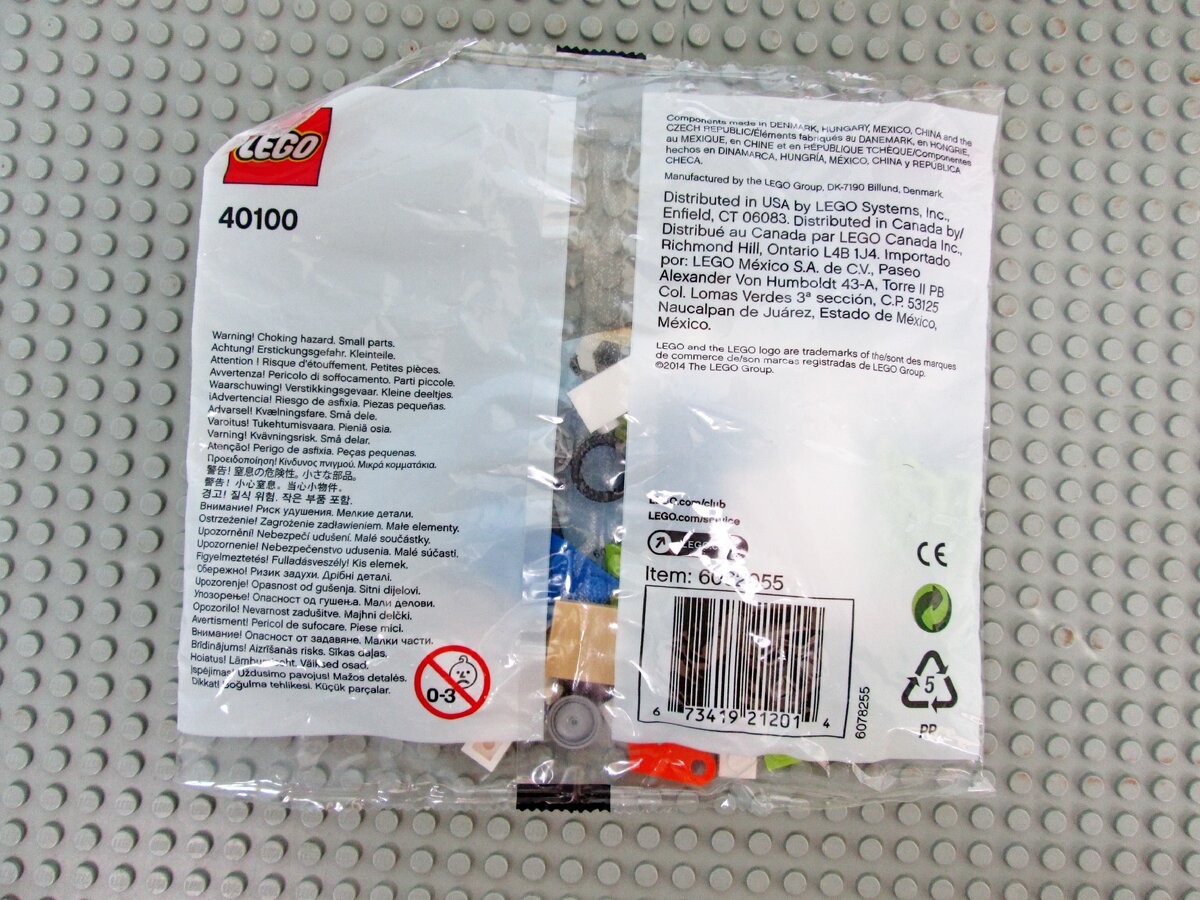 LEGO
40100
Warning! Choking hazard. Small parts.
Achtung! Erstickungsgefahr. Kleinteile.
Attention ! Risque d'étouffement. Petites pièces.
Avvertenza! Pericolo di soffocamento. Parti piccole.
Waarschuwing! Verstikkingsgevaar. Kleine deeltjes.
¡Advertencia! Riesgo de asfixia. Piezas pequeñas.
Advarsel! Kvælningsfare. Små dele.
Varoitus! Tukehtumisvaara. Pieniä osia.
Varning! Kvävningsrisk. Små delar.
Atenção! Perigo de asfixia. Peças pequenas.
Προειδοποίηση! Κίνδυνος πνιγμού. Μικρά κομματάκια.
警告! 窒息の危険性。小さな部品。
警告! 小心窒息。当心小物件。
경고! 질식 위험. 작은 부품 포함.
Внимание! Риск удушения. Мелкие детали.
Ostrzeżenie! Zagrożenie zadławieniem. Małe elementy.
Upozornění! Nebezpečí udušení. Malé součástky.
Upozornenie! Nebezpečenstvo udusenia. Malé súčasti.
Figyelmeztetés! Fulladásveszély! Kis elemek.
Обережно! Ризик задухи. Дрібні деталі.
Upozorenje! Opasnost od gušenja. Sitni dijelovi.
Упозорење! Опасност од гушења. Мали делови.
Opozorilo! Nevarnost zadušitve. Majhni delčki.
Avertisment! Pericol de sufocare. Piese mici.
Внимание! Опасност от задавяне. Малки части.
Brīdinājums! Aizrīšanās risks. Sīkas daļas.
Hoiatus! Lämbumisoht. Väiksed osad.
Įspėjimas! Uždusimo pavojus! Mažos detalės.
Dikkat! Boğulma tehlikesi. Küçük parçalar.
0-3
Components made in DENMARK, HUNGARY, MEXICO, CHINA and the
CZECH REPUBLIC/Éléments fabriqués au DANEMARK, en HONGRIE,
au MEXIQUE, en CHINE et en RÉPUBLIQUE TCHÈQUE/Componentes
hechos en DINAMARCA, HUNGRÍA, MÉXICO, CHINA y REPÚBLICA
CHECA.
Manufactured by the LEGO Group, DK-7190 Billund, Denmark.
Distributed in USA by LEGO Systems, Inc.,
Enfield, CT 06083. Distributed in Canada by/
Distribué au Canada par LEGO Canada Inc.,
Richmond Hill, Ontario L4B 1J4. Importado
por: LEGO México S.A. de C.V., Paseo
Alexander Von Humboldt 43-A, Torre II PB
Col. Lomas Verdes 3ª sección, C.P. 53125
Naucalpan de Juárez, Estado de México,
México.
LEGO and the LEGO logo are trademarks of the/sont des marques
de commerce de/son marcas registradas de LEGO Group.
©2014 The LEGO Group.
LEGO.com/club
LEGO.com/service
LEGO
Item:
CE
6 73419 21201 4
6078255
5
PP